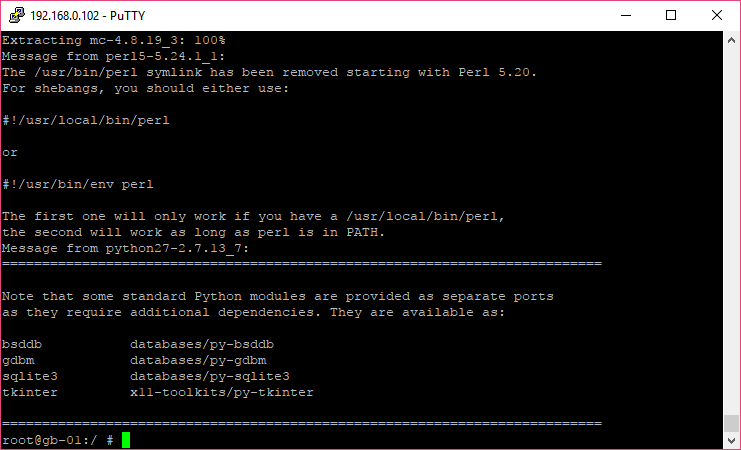 192.168.0.102 - PuTTY
Extracting mc-4.8.19_3: 100%
Message from perl5-5.24.1_1:
The /usr/bin/perl symlink has been removed starting with Perl 5.20.
For shebangs, you should either use:
#!/usr/local/bin/perl
or
#!/usr/bin/env perl
The first one will only work if you have a /usr/local/bin/perl,
the second will work as long as perl is in PATH.
Message from python27-2.7.13_7:
===========================================================================
Note that some standard Python modules are provided as separate ports
as they require additional dependencies. They are available as:
bsddb           databases/py-bsddb
gdbm            databases/py-gdbm
sqlite3         databases/py-sqlite3
tkinter         x11-toolkits/py-tkinter
===========================================================================
root@gb-01:/ #